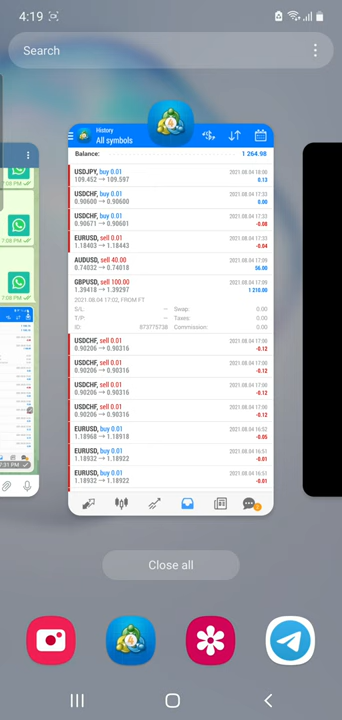 4:19
Search
History
All symbols
Balance: 1 264.98
USDJPY, buy 0.01 2021.08.04 18:00
109.452 → 109.597 0.13
USDCHF, buy 0.01 2021.08.04 17:33
0.90600 → 0.90600 0.00
USDCHF, buy 0.01 2021.08.04 17:33
0.90671 → 0.90601 -0.08
EURUSD, sell 0.01 2021.08.04 17:33
1.18403 → 1.18443 -0.04
AUDUSD, sell 40.00 2021.08.04 17:09
0.74032 → 0.74018 56.00
GBPUSD, sell 100.00 2021.08.04 17:09
1.39418 → 1.39297 1 210.00
2021.08.04 17:02, FROM FT
S/L: — Swap: 0.00
T/P: — Taxes: 0.00
ID: 873775738 Commission: 0.00
USDCHF, sell 0.01 2021.08.04 17:00
0.90206 → 0.90316 -0.12
USDCHF, sell 0.01 2021.08.04 17:00
0.90206 → 0.90316 -0.12
USDCHF, sell 0.01 2021.08.04 17:00
0.90206 → 0.90316 -0.12
USDCHF, sell 0.01 2021.08.04 17:00
0.90206 → 0.90316 -0.12
EURUSD, buy 0.01 2021.08.04 16:52
1.18968 → 1.18918 -0.05
EURUSD, buy 0.01 2021.08.04 16:51
1.18932 → 1.18922 -0.01
EURUSD, buy 0.01 2021.08.04 16:51
1.18932 → 1.18922 -0.01
7:08 PM
7:08 PM
7:31 PM
Close all